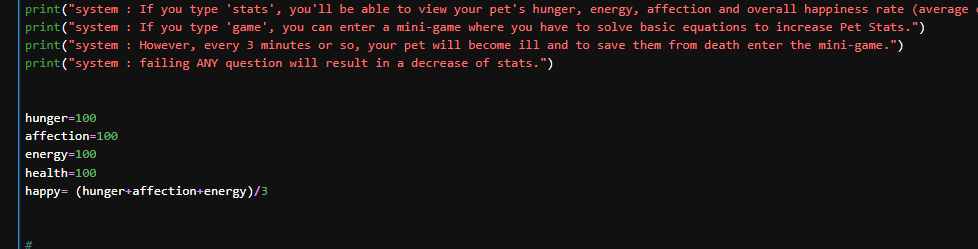 print("system : If you type 'stats', you'll be able to view your pet's hunger, energy, affection and overall happiness rate (average
print("system : If you type 'game', you can enter a mini-game where you have to solve basic equations to increase Pet Stats.")
print("system : However, every 3 minutes or so, your pet will become ill and to save them from death enter the mini-game.")
print("system : failing ANY question will result in a decrease of stats.")
hunger=100
affection=100
energy=100
health=100
happy= (hunger+affection+energy)/3
#